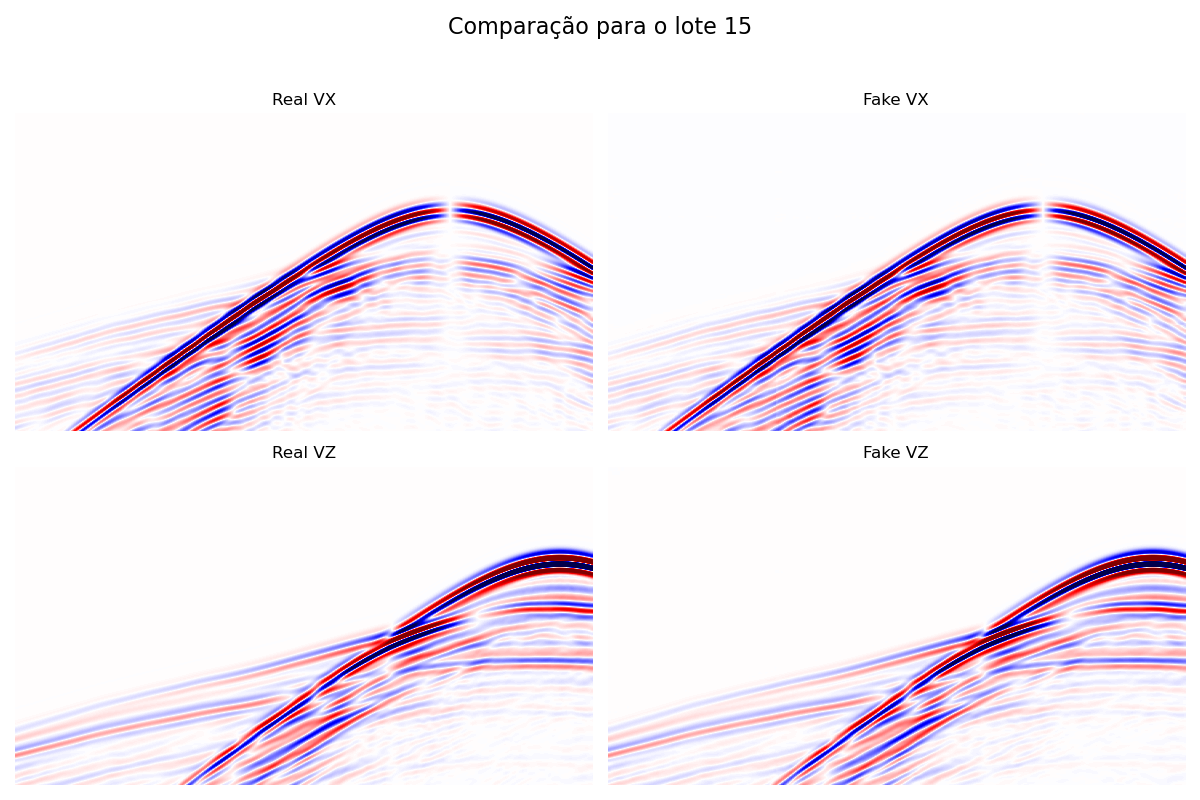 Comparação para o lote 15
Real VX
Fake VX
Real VZ
Fake VZ